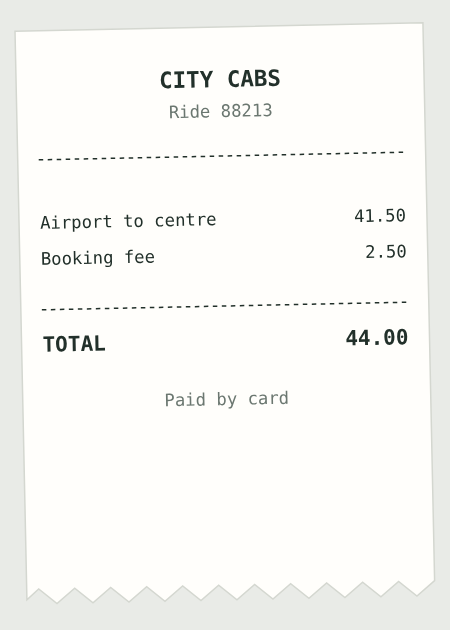 CITY CABS
Ride 88213
Airport to centre 41.50
Booking fee 2.50
TOTAL 44.00
Paid by card